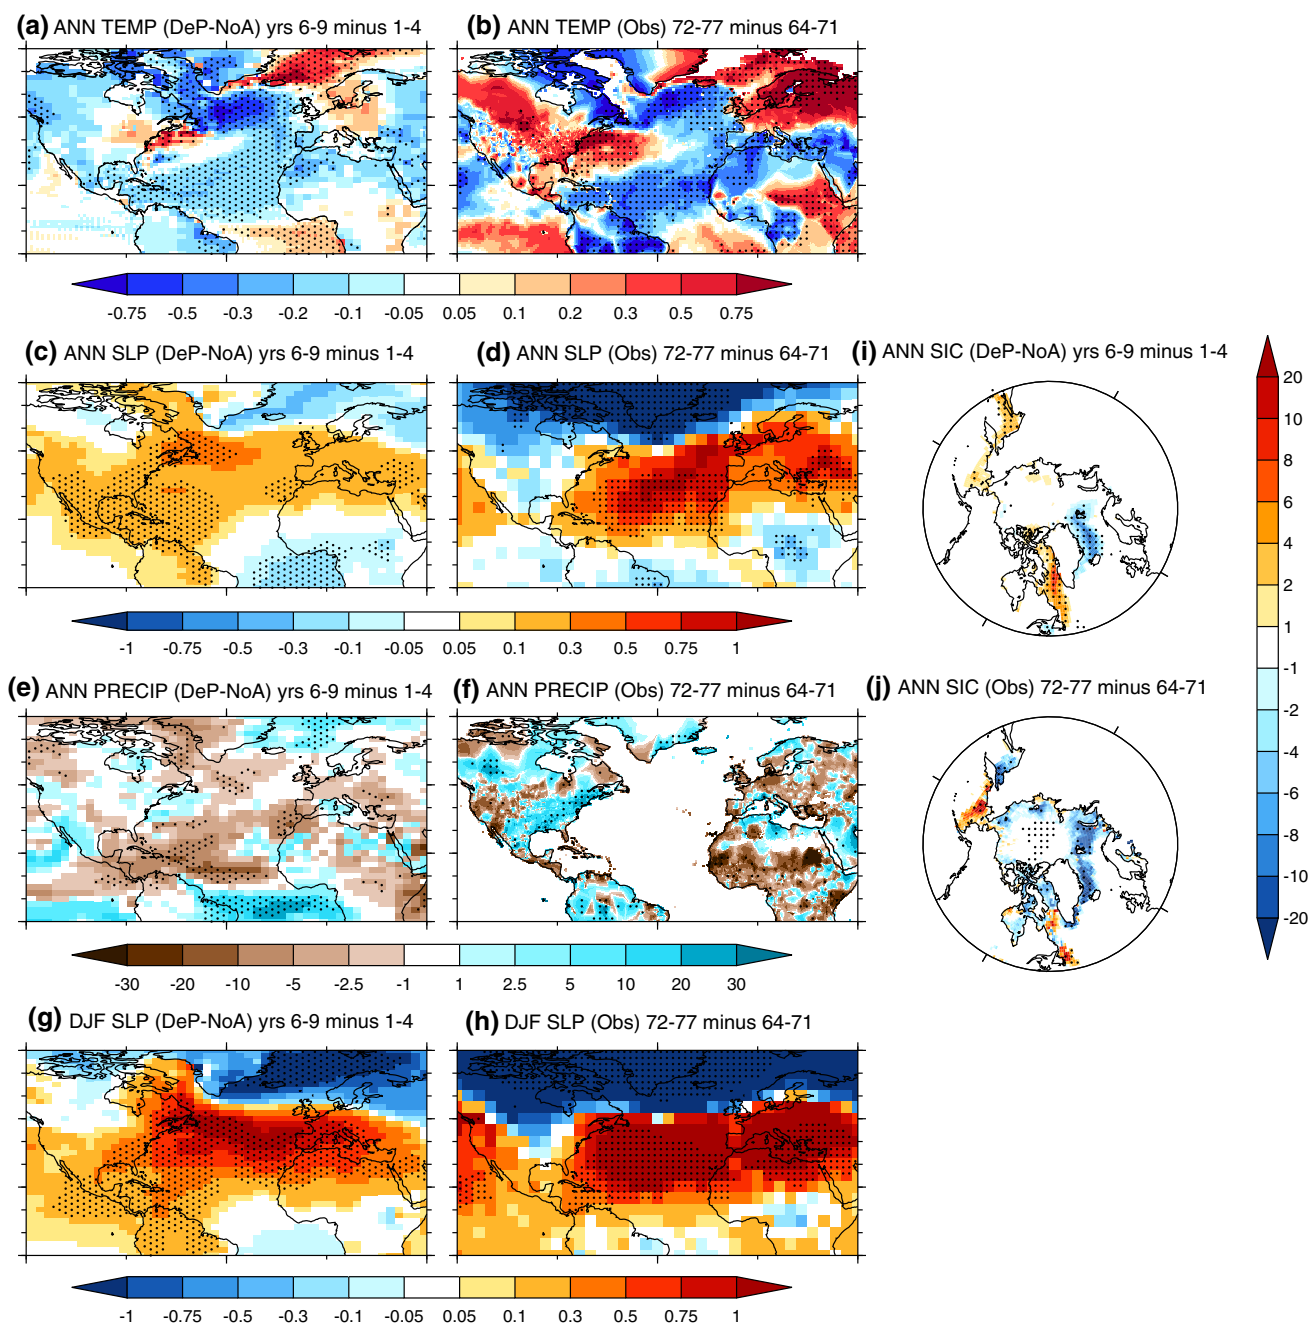 (a) ANN TEMP (DeP-NoA) yrs 6-9 minus 1-4
(b) ANN TEMP (Obs) 72-77 minus 64-71
-0.75 -0.5 -0.3 -0.2 -0.1 -0.05 0.05 0.1 0.2 0.3 0.5 0.75
(c) ANN SLP (DeP-NoA) yrs 6-9 minus 1-4
(d) ANN SLP (Obs) 72-77 minus 64-71
(i) ANN SIC (DeP-NoA) yrs 6-9 minus 1-4
-1 -0.75 -0.5 -0.3 -0.1 -0.05 0.05 0.1 0.3 0.5 0.75 1
(e) ANN PRECIP (DeP-NoA) yrs 6-9 minus 1-4
(f) ANN PRECIP (Obs) 72-77 minus 64-71
(j) ANN SIC (Obs) 72-77 minus 64-71
20
10
8
6
4
2
1
-1
-2
-4
-6
-8
-10
-20
-30 -20 -10 -5 -2.5 -1 1 2.5 5 10 20 30
(g) DJF SLP (DeP-NoA) yrs 6-9 minus 1-4
(h) DJF SLP (Obs) 72-77 minus 64-71
-1 -0.75 -0.5 -0.3 -0.1 -0.05 0.05 0.1 0.3 0.5 0.75 1